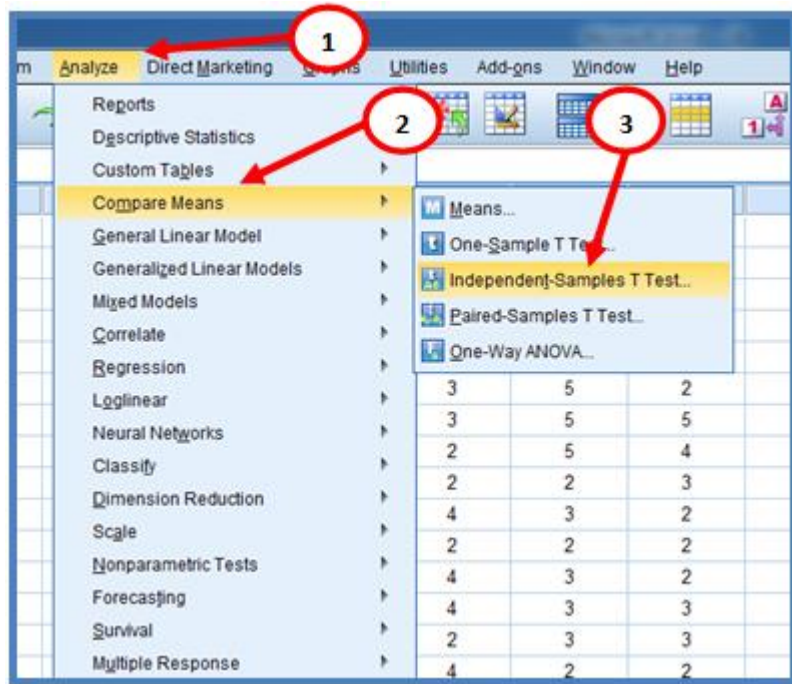 1
m Analyze Direct Marketing Graphs Utilities Add-ons Window Help
Reports
2
3
A
1
Descriptive Statistics
Custom Tables
Compare Means
Means...
General Linear Model
One-Sample T Test...
Generalized Linear Models
Independent-Samples T Test...
Mixed Models
Paired-Samples T Test...
Correlate
One-Way ANOVA...
Regression
3 5 2
Loglinear
3 5 5
Neural Networks
2 5 4
Classify
2 2 3
Dimension Reduction
4 3 2
Scale
2 2 2
Nonparametric Tests
4 3 2
Forecasting
4 3 3
Survival
2 3 3
Multiple Response
4 2 2